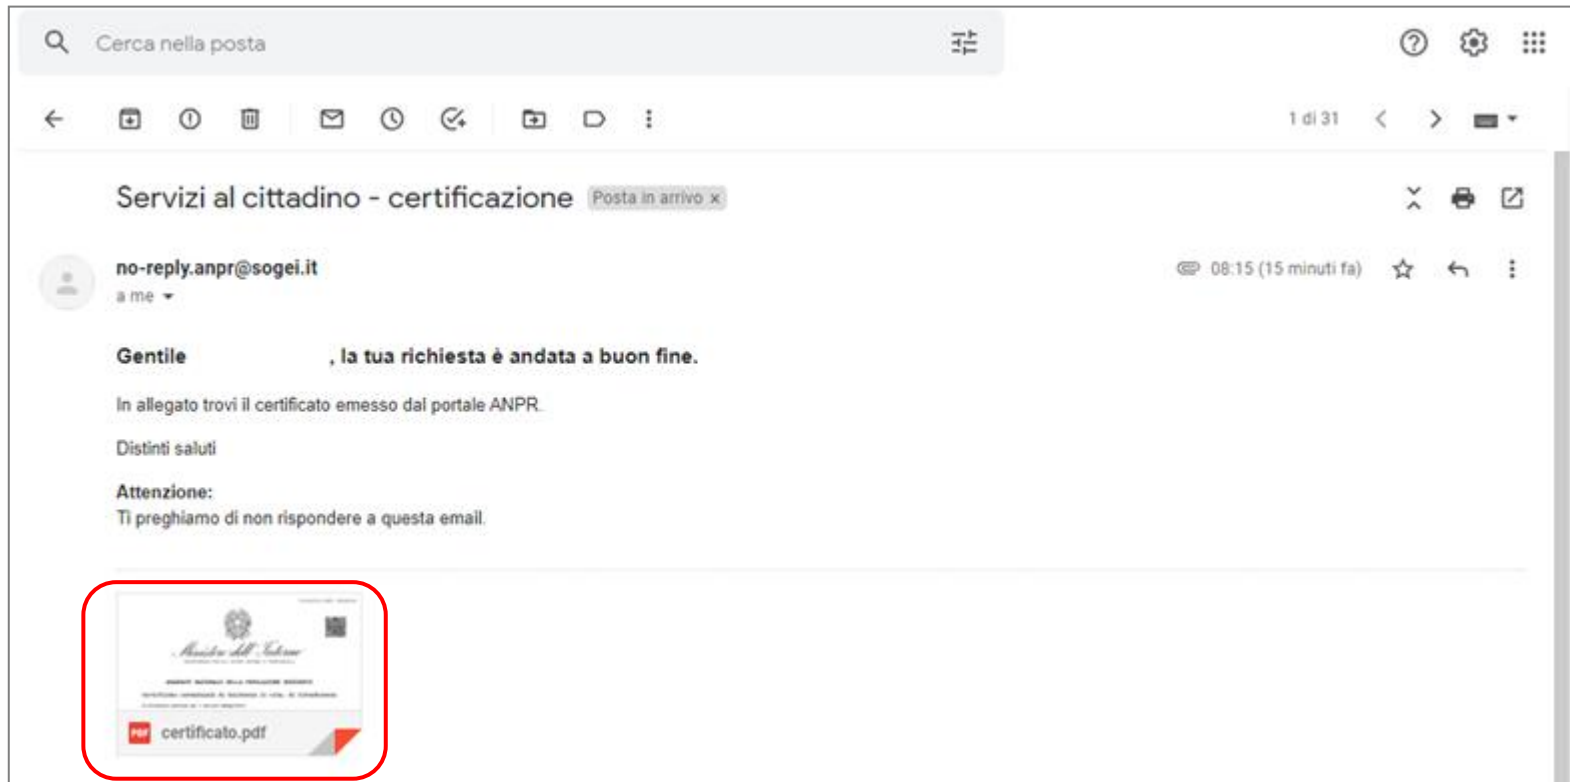 Cerca nella posta
1 di 31
Servizi al cittadino - certificazione Posta in arrivo x
no-reply.anpr@sogei.it
08:15 (15 minuti fa)
a me
Gentile , la tua richiesta è andata a buon fine.
In allegato trovi il certificato emesso dal portale ANPR.
Distinti saluti
Attenzione:
Ti preghiamo di non rispondere a questa email.
Ministero dell'Interno
PDF certificato.pdf